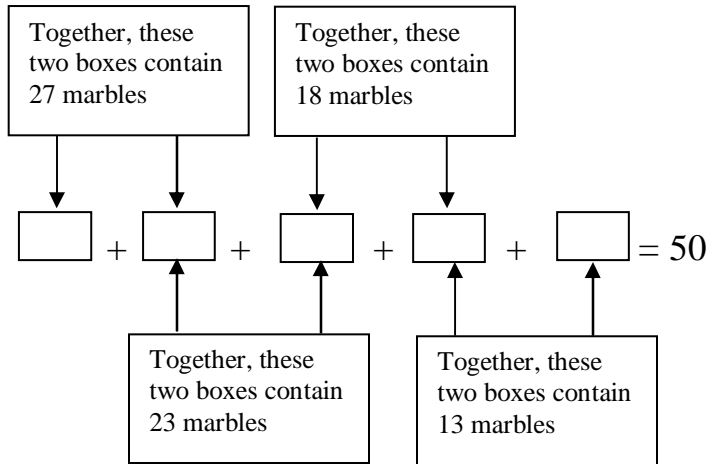 Together, these
two boxes contain
27 marbles
Together, these
two boxes contain
18 marbles
+ + + + = 50
Together, these
two boxes contain
23 marbles
Together, these
two boxes contain
13 marbles